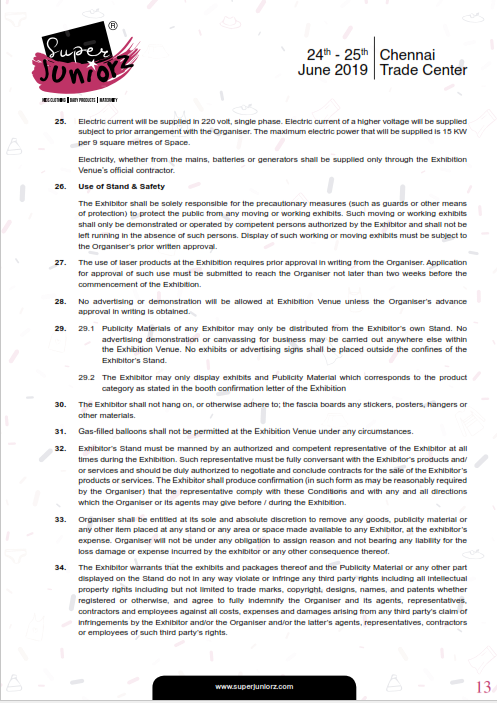 Super
Juniorz
®
KIDS CLOTHING | BABY PRODUCTS | MATERNITY
24th - 25th
June 2019
Chennai
Trade Center
25. Electric current will be supplied in 220 volt, single phase. Electric current of a higher voltage will be supplied
subject to prior arrangement with the Organiser. The maximum electric power that will be supplied is 15 KW
per 9 square metres of Space.
Electricity, whether from the mains, batteries or generators shall be supplied only through the Exhibition
Venue's official contractor.
26. Use of Stand & Safety
The Exhibitor shall be solely responsible for the precautionary measures (such as guards or other means
of protection) to protect the public from any moving or working exhibits. Such moving or working exhibits
shall only be demonstrated or operated by competent persons authorized by the Exhibitor and shall not be
left running in the absence of such persons. Display of such working or moving exhibits must be subject to
the Organiser's prior written approval.
27. The use of laser products at the Exhibition requires prior approval in writing from the Organiser. Application
for approval of such use must be submitted to reach the Organiser not later than two weeks before the
commencement of the Exhibition.
28. No advertising or demonstration will be allowed at Exhibition Venue unless the Organiser's advance
approval in writing is obtained.
29. 29.1 Publicity Materials of any Exhibitor may only be distributed from the Exhibitor's own Stand. No
advertising demonstration or canvassing for business may be carried out anywhere else within
the Exhibition Venue. No exhibits or advertising signs shall be placed outside the confines of the
Exhibitor's Stand.
29.2 The Exhibitor may only display exhibits and Publicity Material which corresponds to the product
category as stated in the booth confirmation letter of the Exhibition
30. The Exhibitor shall not hang on, or otherwise adhere to; the fascia boards any stickers, posters, hangers or
other materials.
31. Gas-filled balloons shall not be permitted at the Exhibition Venue under any circumstances.
32. Exhibitor's Stand must be manned by an authorized and competent representative of the Exhibitor at all
times during the Exhibition. Such representative must be fully conversant with the Exhibitor's products and/
or services and should be duly authorized to negotiate and conclude contracts for the sale of the Exhibitor's
products or services. The Exhibitor shall produce confirmation (in such form as may be reasonably required
by the Organiser) that the representative comply with these Conditions and with any and all directions
which the Organiser or its agents may give before / during the Exhibition.
33. Organiser shall be entitled at its sole and absolute discretion to remove any goods, publicity material or
any other item placed at any stand or any area or space made available to any Exhibitor, at the exhibitor's
expense. Organiser will not be under any obligation to assign reason and not bearing any liability for the
loss damage or expense incurred by the exhibitor or any other consequence thereof.
34. The Exhibitor warrants that the exhibits and packages thereof and the Publicity Material or any other part
displayed on the Stand do not in any way violate or infringe any third party rights including all intellectual
property rights including but not limited to trade marks, copyright, designs, names, and patents whether
registered or otherwise, and agree to fully indemnify the Organiser and its agents, representatives,
contractors and employees against all costs, expenses and damages arising from any third party's claim of
infringements by the Exhibitor and/or the Organiser and/or the latter's agents, representatives, contractors
or employees of such third party's rights.
www.superjuniorz.com
13